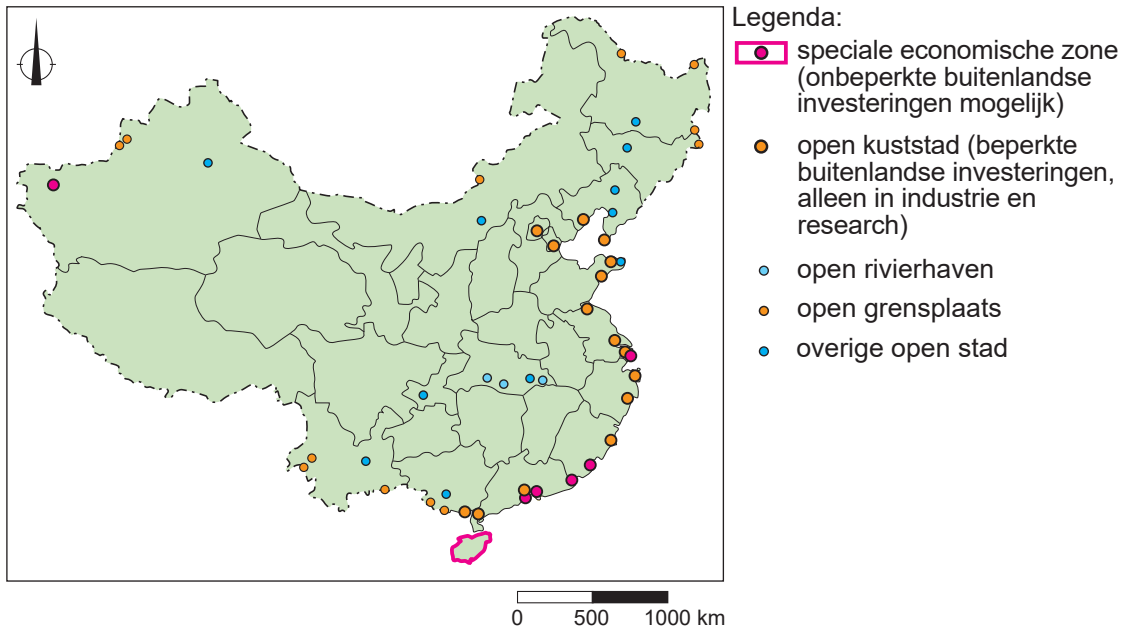 Legenda:
speciale economische zone
(onbeperkte buitenlandse
investeringen mogelijk)
open kuststad (beperkte
buitenlandse investeringen,
alleen in industrie en
research)
open rivierhaven
open grensplaats
overige open stad
0 500 1000 km